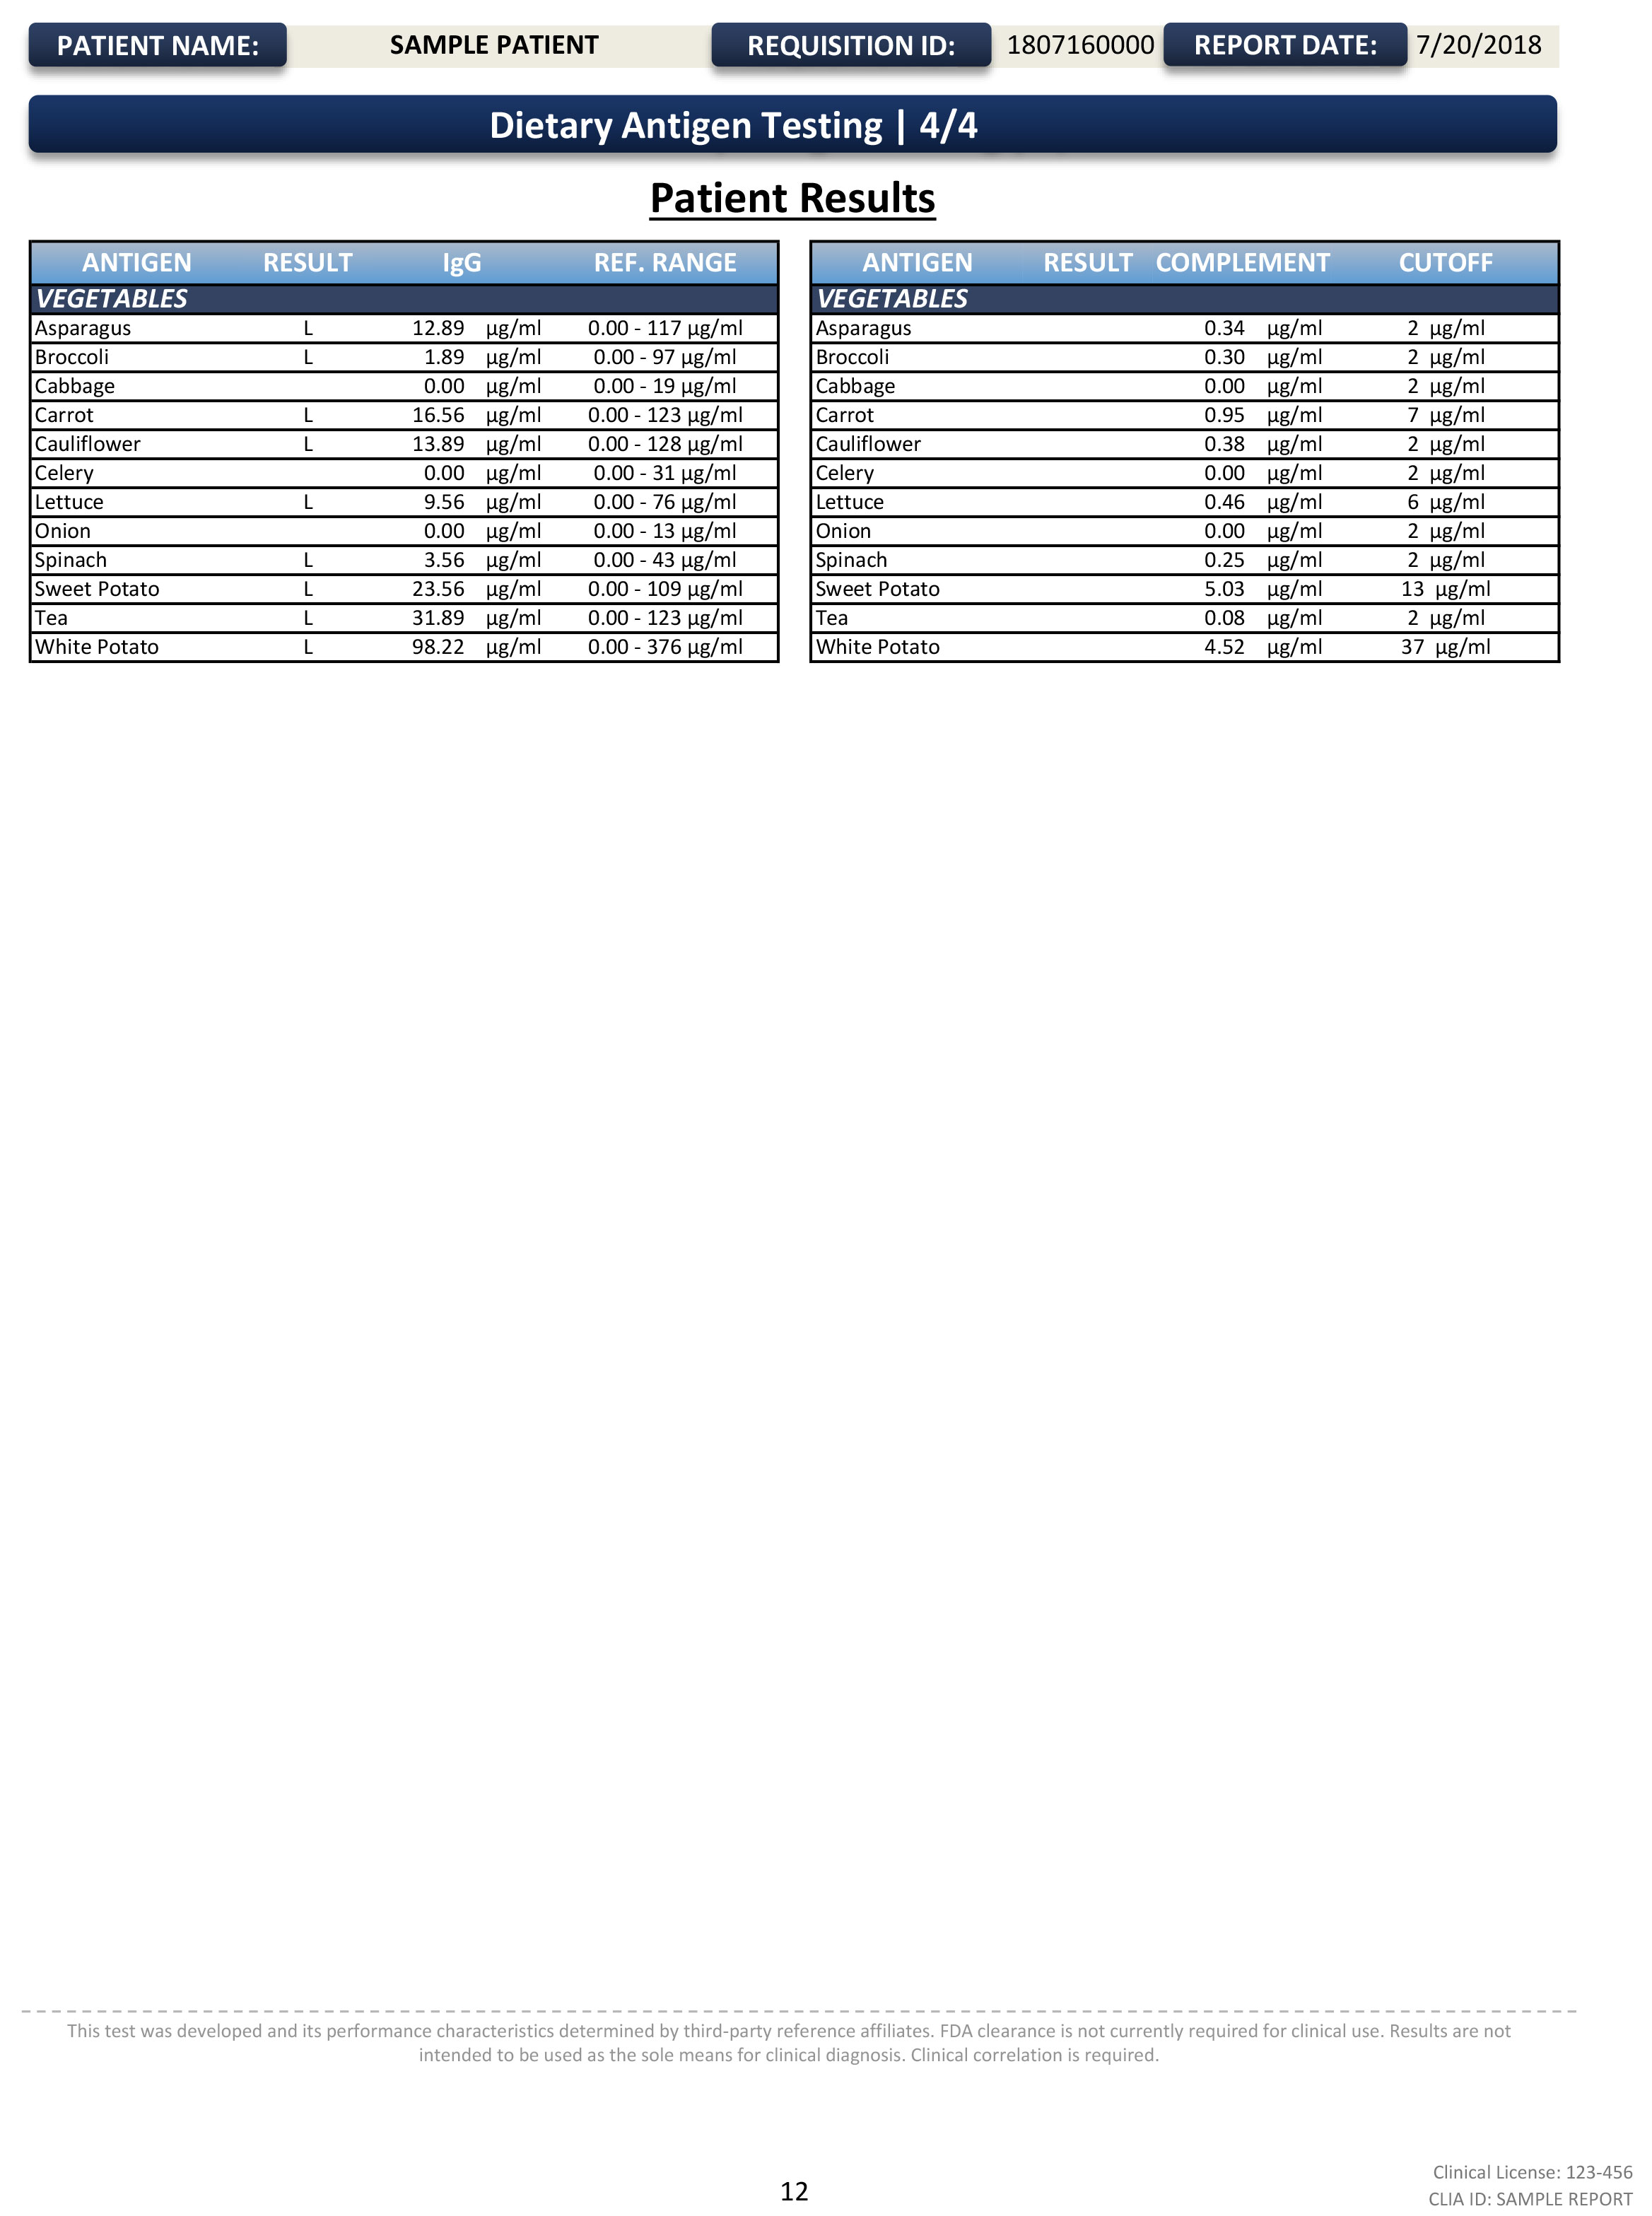 PATIENT NAME: SAMPLE PATIENT REQUISITION ID: 1807160000 REPORT DATE: 7/20/2018
Dietary Antigen Testing | 4/4
Patient Results
ANTIGEN RESULT IgG REF. RANGE
VEGETABLES
Asparagus L 12.89 µg/ml 0.00 - 117 µg/ml
Broccoli L 1.89 µg/ml 0.00 - 97 µg/ml
Cabbage 0.00 µg/ml 0.00 - 19 µg/ml
Carrot L 16.56 µg/ml 0.00 - 123 µg/ml
Cauliflower L 13.89 µg/ml 0.00 - 128 µg/ml
Celery 0.00 µg/ml 0.00 - 31 µg/ml
Lettuce L 9.56 µg/ml 0.00 - 76 µg/ml
Onion 0.00 µg/ml 0.00 - 13 µg/ml
Spinach L 3.56 µg/ml 0.00 - 43 µg/ml
Sweet Potato L 23.56 µg/ml 0.00 - 109 µg/ml
Tea L 31.89 µg/ml 0.00 - 123 µg/ml
White Potato L 98.22 µg/ml 0.00 - 376 µg/ml
ANTIGEN RESULT COMPLEMENT CUTOFF
VEGETABLES
Asparagus 0.34 µg/ml 2 µg/ml
Broccoli 0.30 µg/ml 2 µg/ml
Cabbage 0.00 µg/ml 2 µg/ml
Carrot 0.95 µg/ml 7 µg/ml
Cauliflower 0.38 µg/ml 2 µg/ml
Celery 0.00 µg/ml 2 µg/ml
Lettuce 0.46 µg/ml 6 µg/ml
Onion 0.00 µg/ml 2 µg/ml
Spinach 0.25 µg/ml 2 µg/ml
Sweet Potato 5.03 µg/ml 13 µg/ml
Tea 0.08 µg/ml 2 µg/ml
White Potato 4.52 µg/ml 37 µg/ml
This test was developed and its performance characteristics determined by third-party reference affiliates. FDA clearance is not currently required for clinical use. Results are not
intended to be used as the sole means for clinical diagnosis. Clinical correlation is required.
12
Clinical License: 123-456
CLIA ID: SAMPLE REPORT